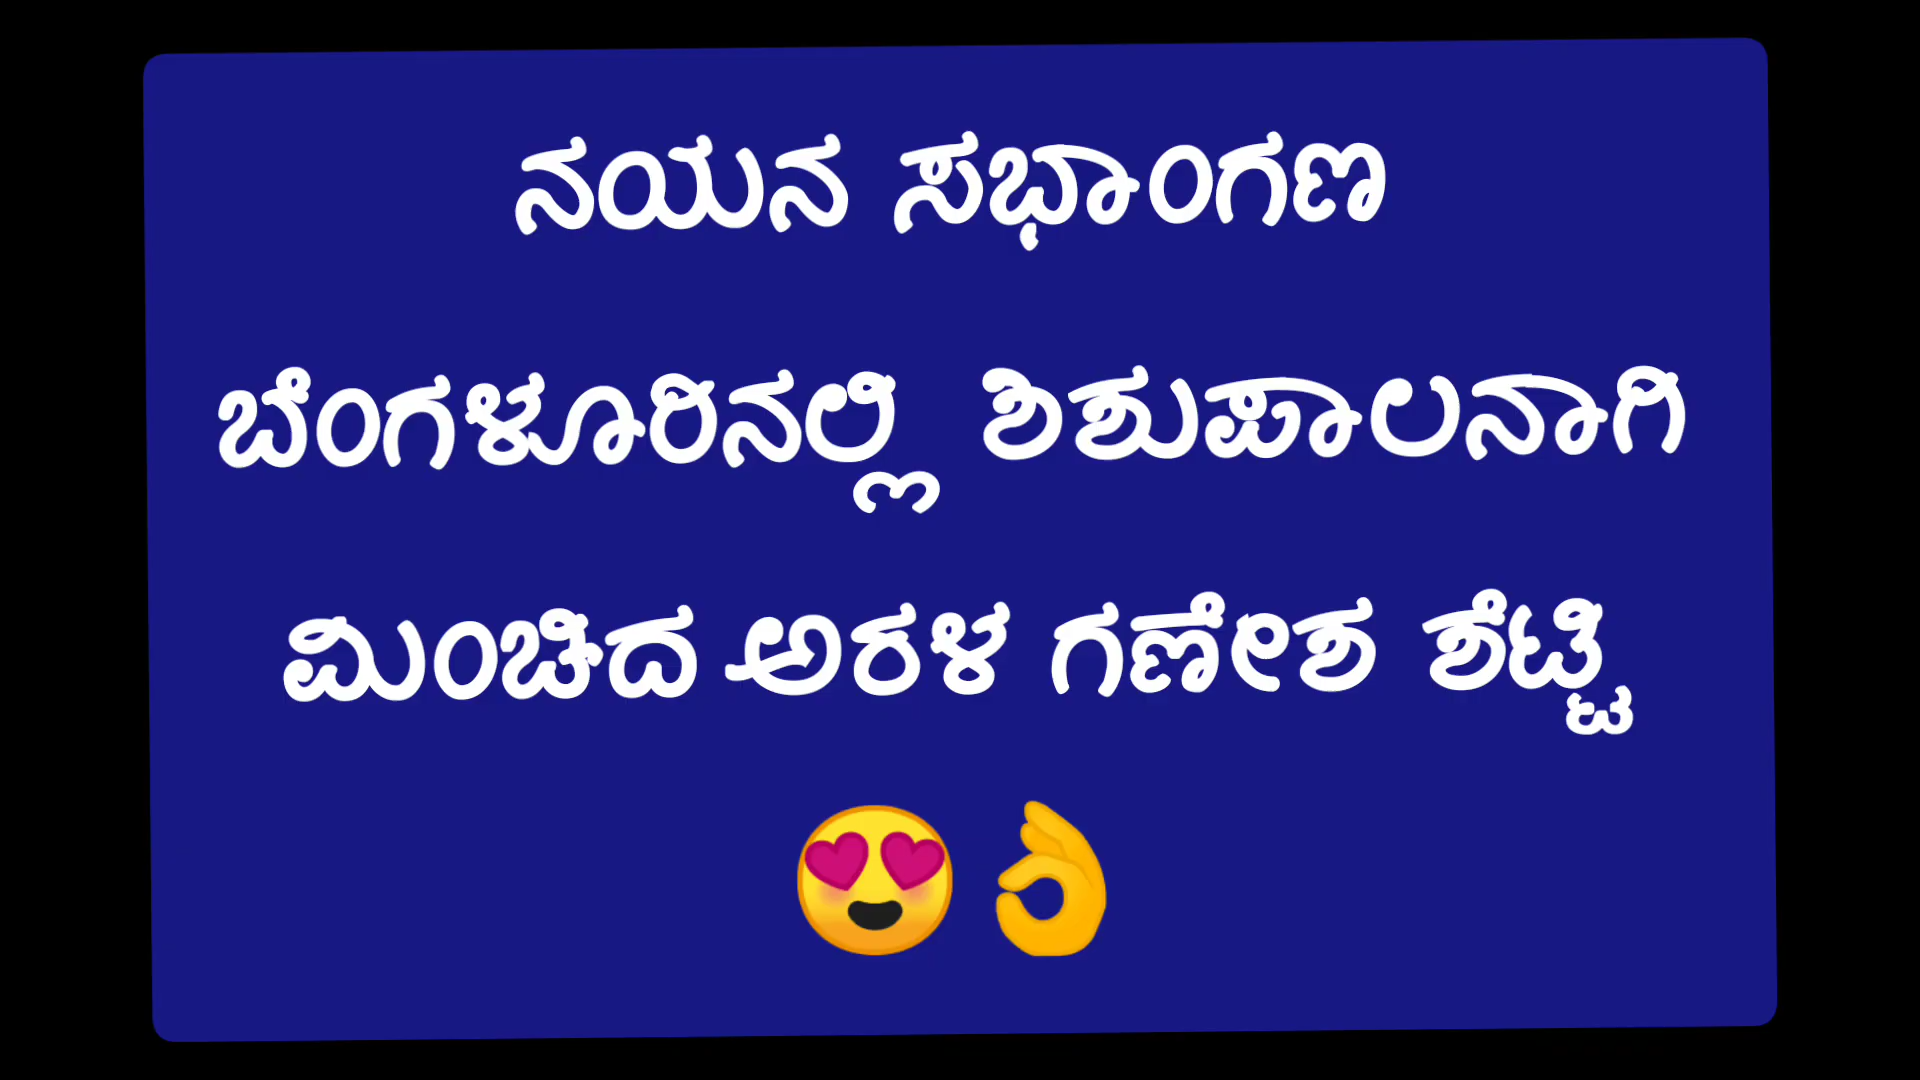 ನಯನ ಸಭಾಂಗಣ
ಬೆಂಗಳೂರಿನಲ್ಲಿ ಶಿಶುಪಾಲನಾಗಿ
ಮಿಂಚಿದ ಅರಳ ಗಣೇಶ ಶೆಟ್ಟಿ
😍👌